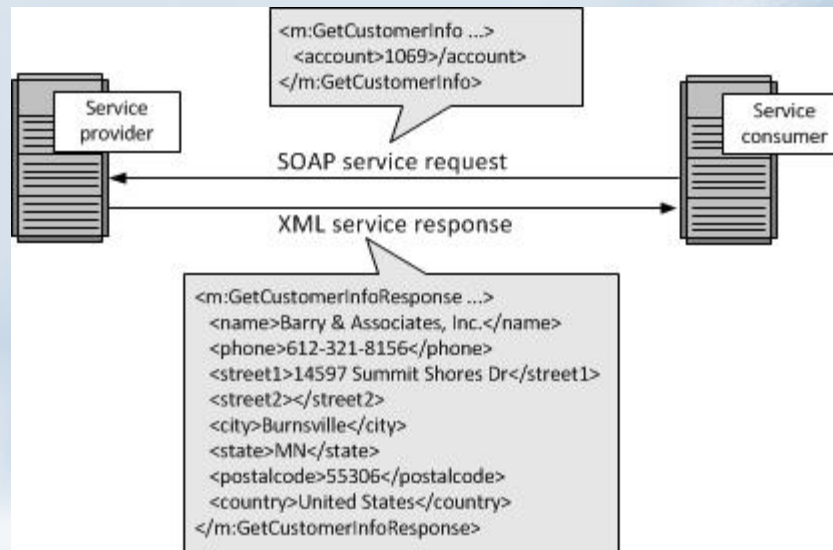 <m:GetCustomerInfo ...>
<account>1069>/account>
</m:GetCustomerInfo>
Service
provider
Service
consumer
SOAP service request
XML service response
<m:GetCustomerInfoResponse ...>
<name>Barry & Associates, Inc.</name>
<phone>612-321-8156</phone>
<street1>14597 Summit Shores Dr</street1>
<street2></street2>
<city>Burnsville</city>
<state>MN</state>
<postalcode>55306</postalcode>
<country>United States</country>
</m:GetCustomerInfoResponse>